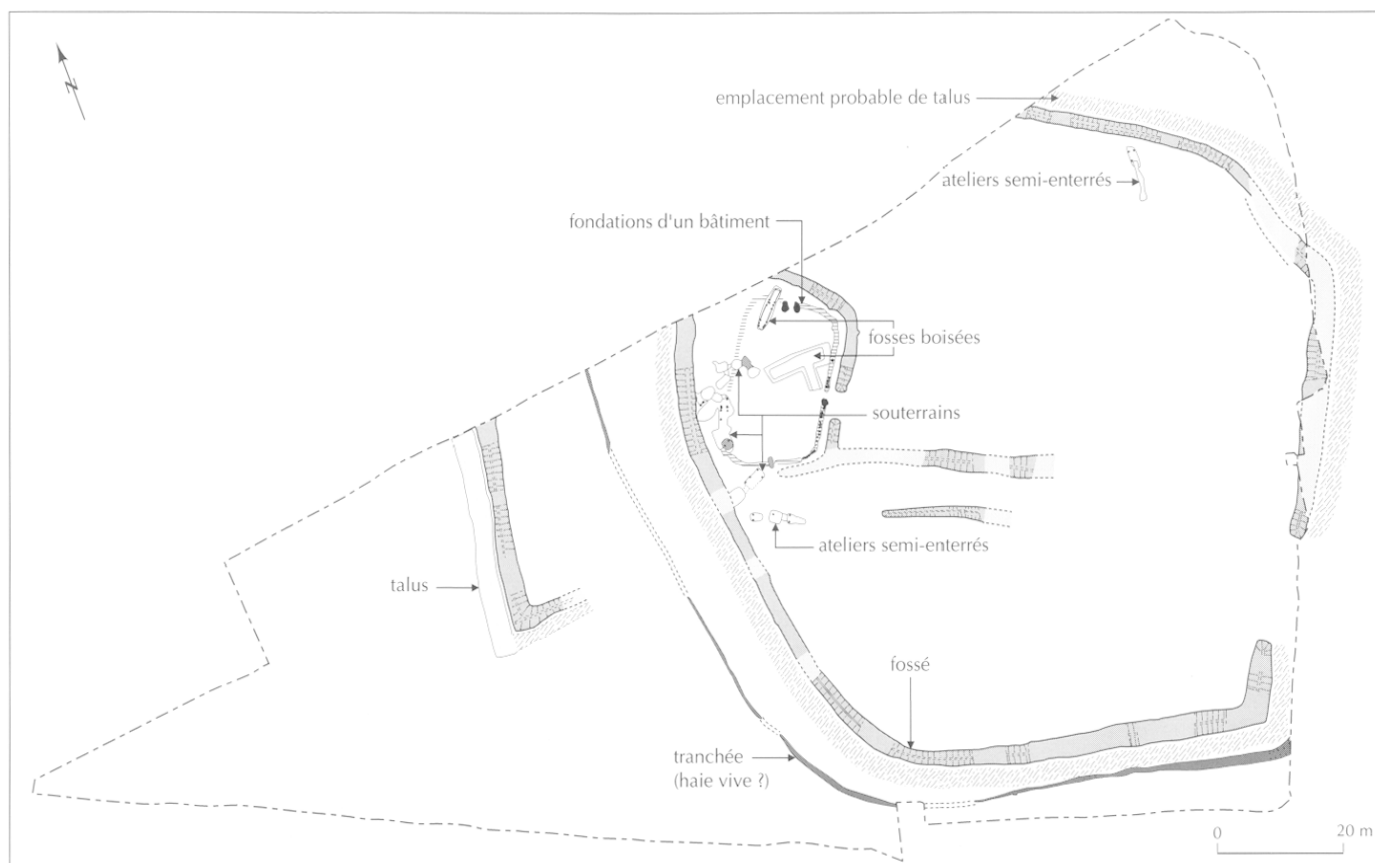 N
emplacement probable de talus
ateliers semi-enterrés
fondations d'un bâtiment
fosses boisées
souterrains
ateliers semi-enterrés
talus
fossé
tranchée
(haie vive ?)
0 20 m